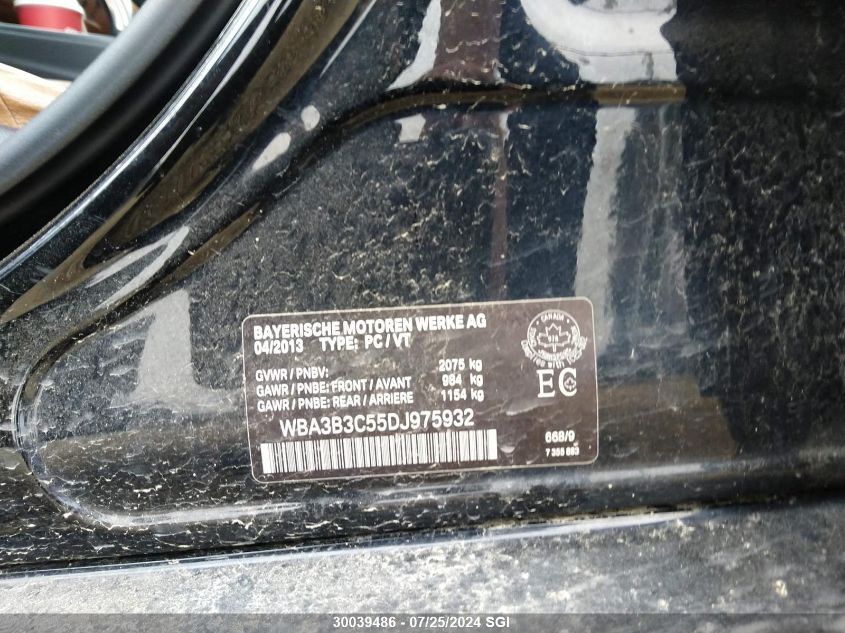 BAYERISCHE MOTOREN WERKE AG
04/2013 TYPE: PC / VT
GVWR / PNBV: 2075 kg
GAWR / PNBE: FRONT / AVANT 984 kg
GAWR / PNBE: REAR / ARRIERE 1154 kg
WBA3B3C55DJ975932
CANADA
EC
668/9
30039486 - 07/25/2024 SGI